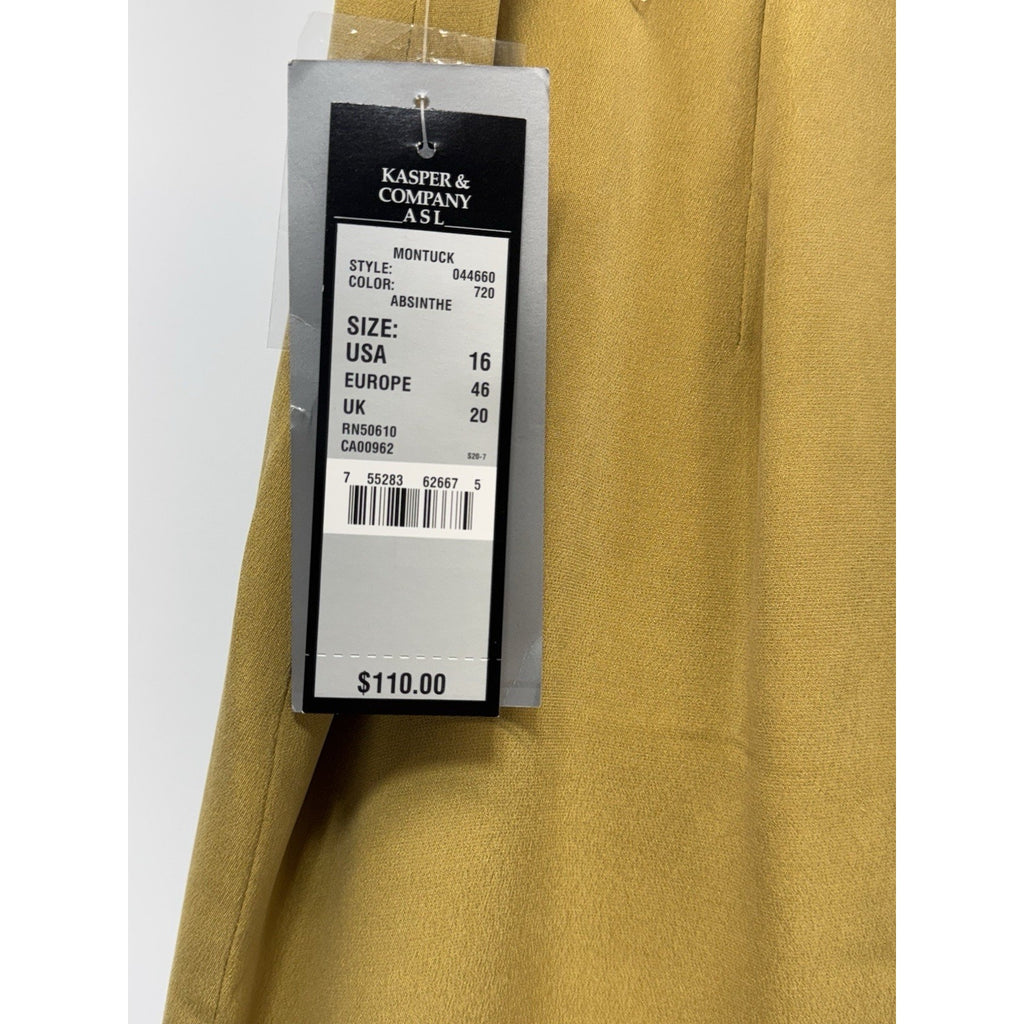 KASPER &
COMPANY
A S L
MONTUCK
STYLE: 044660
COLOR: 720
ABSINTHE
SIZE:
USA 16
EUROPE 46
UK 20
RN50610
CA00962 S20-7
7 55283 62667 5
$110.00